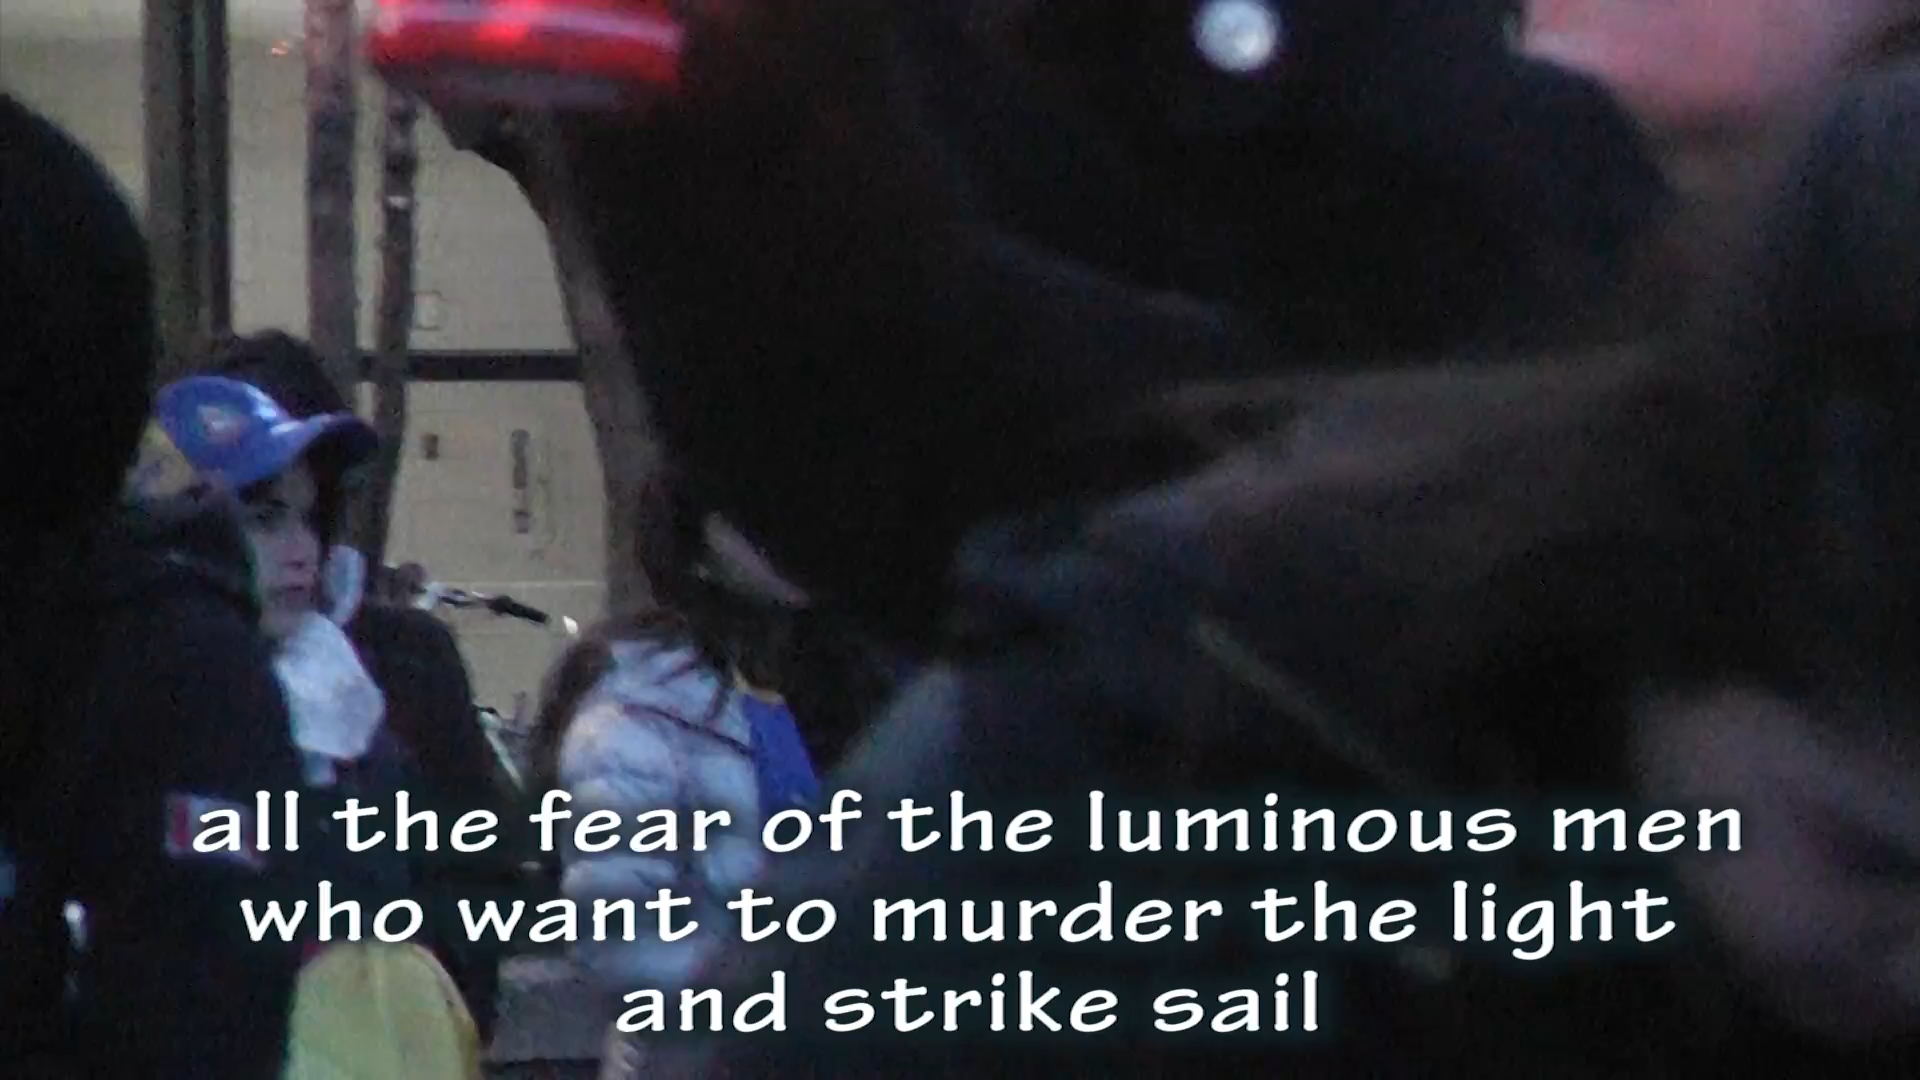 all the fear of the luminous men
who want to murder the light
and strike sail